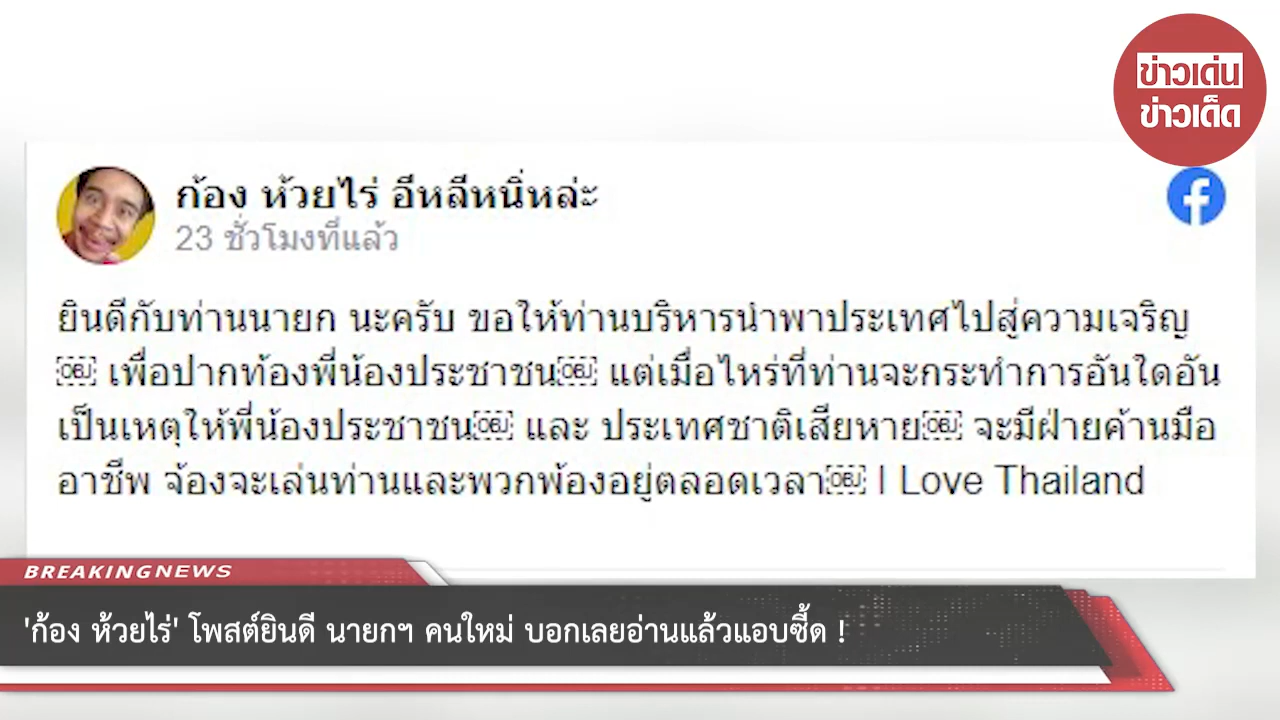 ข่าวเด่น
ข่าวเด็ด
ก้อง ห้วยไร่ อีหลีหนิ่หล่ะ
23 ชั่วโมงที่แล้ว
ยินดีกับท่านนายก นะครับ ขอให้ท่านบริหารนำพาประเทศไปสู่ความเจริญ
￼ เพื่อปากท้องพี่น้องประชาชน￼ แต่เมื่อไหร่ที่ท่านจะกระทำการอันใดอัน
เป็นเหตุให้พี่น้องประชาชน￼ และ ประเทศชาติเสียหาย￼ จะมีฝ่ายค้านมือ
อาชีพ จ้องจะเล่นท่านและพวกพ้องอยู่ตลอดเวลา￼ I Love Thailand
BREAKING NEWS
'ก้อง ห้วยไร่' โพสต์ยินดี นายกฯ คนใหม่ บอกเลยอ่านแล้วแอบซี้ด !